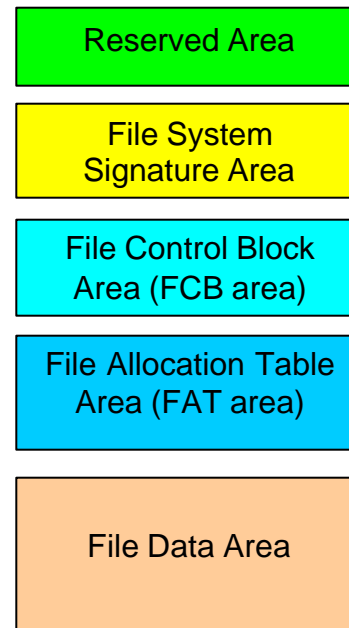 Reserved Area
File System
Signature Area
File Control Block
Area (FCB area)
File Allocation Table
Area (FAT area)
File Data Area